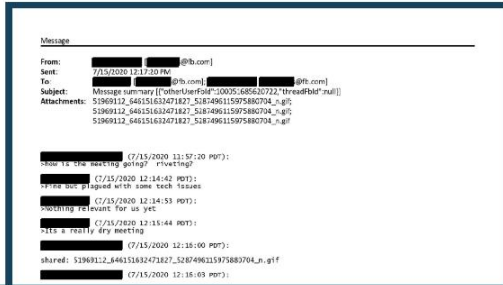 Message
From: [ @fb.com]
Sent: 7/15/2020 12:17:20 PM
To: [ @fb.com]; @fb.com]
Subject: Message summary [{"otherUserFbId":100051685620722,"threadFbId":null}]
Attachments: 51969112_646151632471827_5287496115975880704_n.gif;
51969112_646151632471827_5287496115975880704_n.gif;
51969112_646151632471827_5287496115975880704_n.gif
(7/15/2020 11:57:20 PDT):
>how is the meeting going? riveting?
(7/15/2020 12:14:42 PDT):
>Fine but plagued with some tech issues
(7/15/2020 12:14:53 PDT):
>Nothing relevant for us yet
(7/15/2020 12:15:44 PDT):
>Its a really dry meeting
(7/15/2020 12:16:00 PDT):
shared: 51969112_646151632471827_5287496115975880704_n.gif
(7/15/2020 12:16:03 PDT):